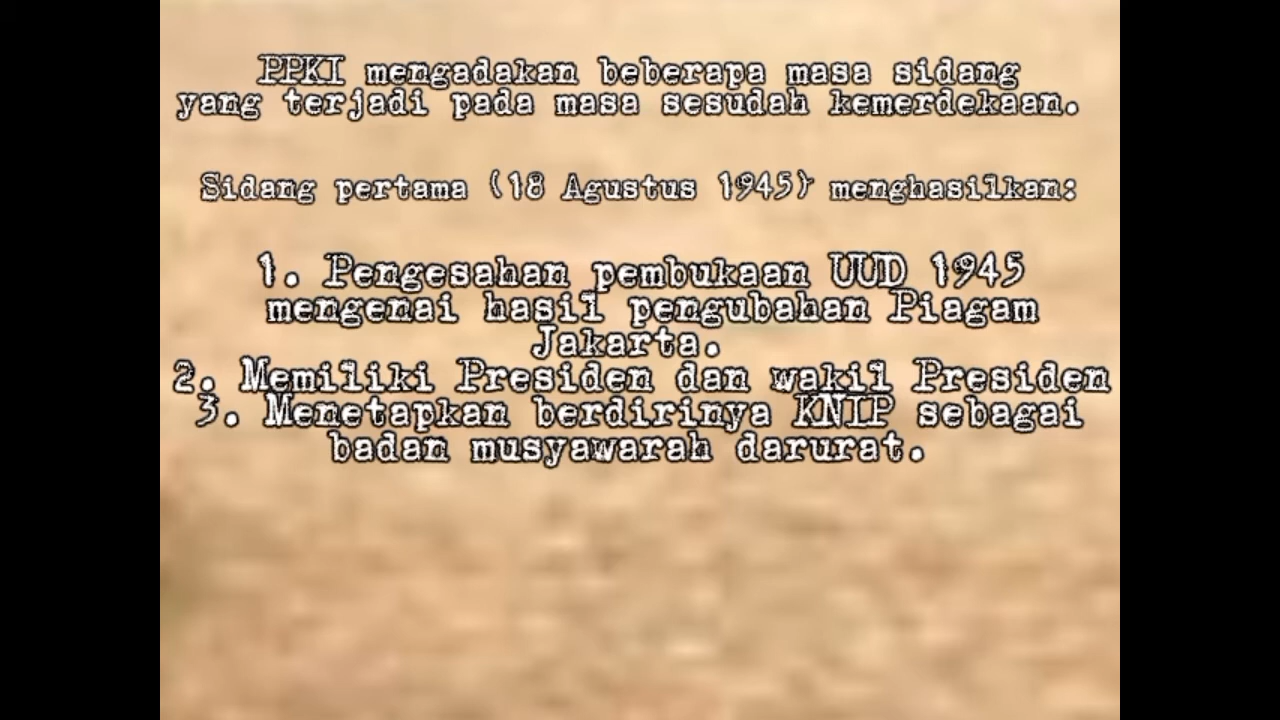 PPKI mengadakan beberapa masa sidang
yang terjadi pada masa sesudah kemerdekaan.
Sidang pertama (18 Agustus 1945) menghasilkan:
1. Pengesahan pembukaan UUD 1945
mengenai hasil pengubahan Piagam
Jakarta.
2. Memiliki Presiden dan wakil Presiden
3. Menetapkan berdirinya KNIP sebagai
badan musyawarah darurat.